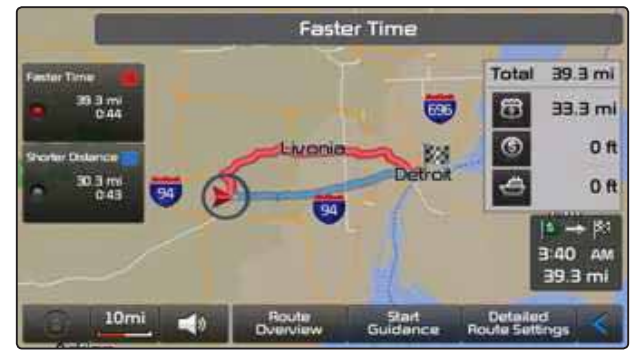 Faster Time
Faster Time
39.3 mi
0:44
Shorter Distance
30.3 mi
0:43
94
696
Livonia
Detroit
94
Total 39.3 mi
33.3 mi
$
0 ft
0 ft
S
3:40 AM
39.3 mi
10mi
Route Overview
Start Guidance
Detailed Route Settings